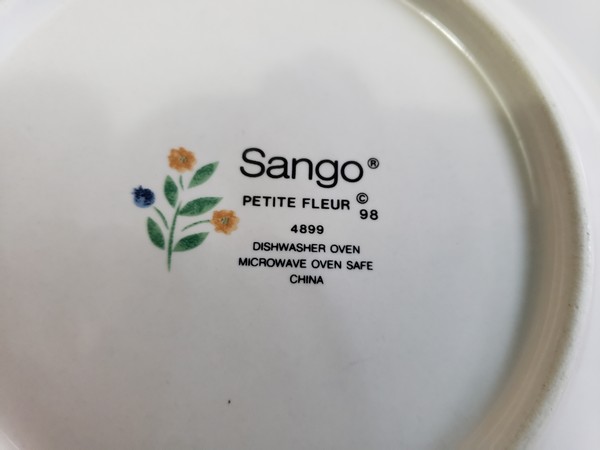 Sango®
PETITE FLEUR © 98
4899
DISHWASHER OVEN
MICROWAVE OVEN SAFE
CHINA